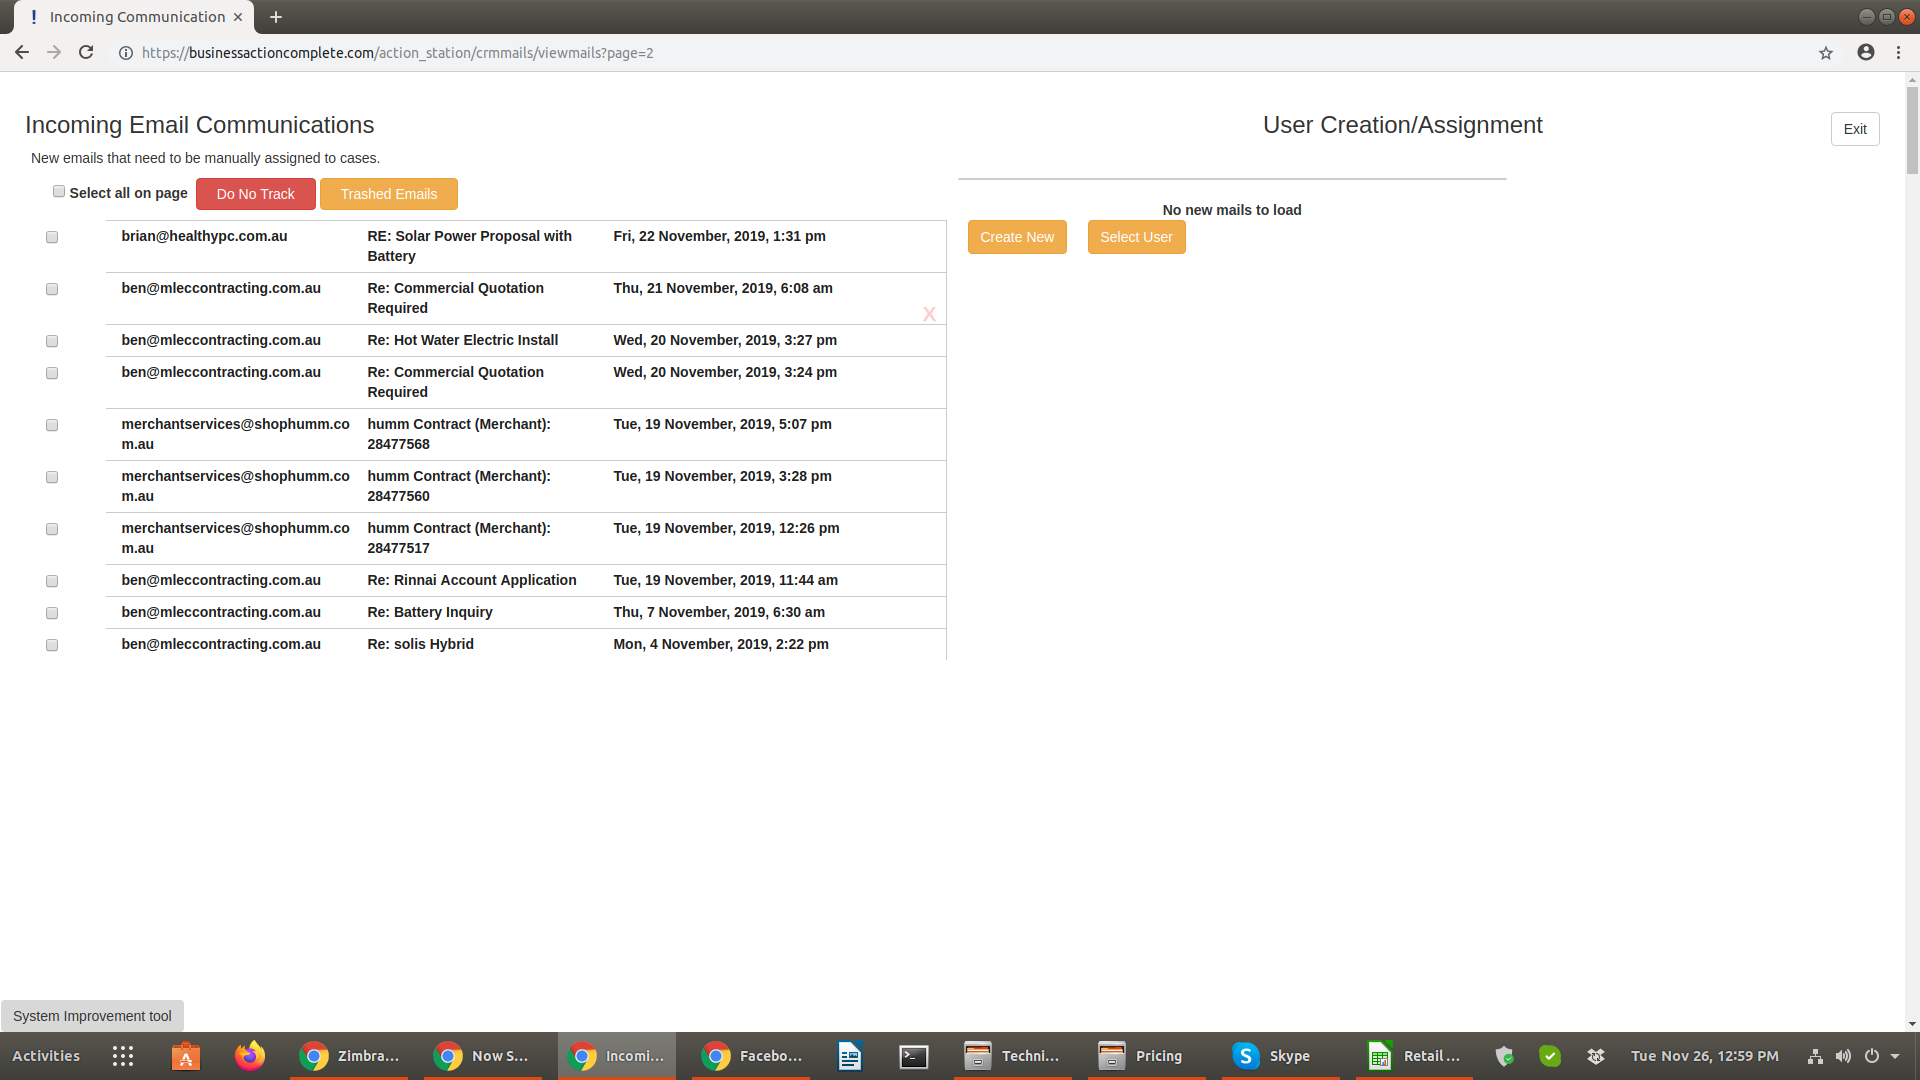 Incoming Communication
https://businessactioncomplete.com/action_station/crmmails/viewmails?page=2
Incoming Email Communications
User Creation/Assignment
Exit
New emails that need to be manually assigned to cases.
Select all on page
Do No Track
Trashed Emails
No new mails to load
Create New
Select User
brian@healthypc.com.au
RE: Solar Power Proposal with
Battery
Fri, 22 November, 2019, 1:31 pm
ben@mleccontracting.com.au
Re: Commercial Quotation
Required
Thu, 21 November, 2019, 6:08 am
X
ben@mleccontracting.com.au
Re: Hot Water Electric Install
Wed, 20 November, 2019, 3:27 pm
ben@mleccontracting.com.au
Re: Commercial Quotation
Required
Wed, 20 November, 2019, 3:24 pm
merchantservices@shophumm.co
m.au
humm Contract (Merchant):
28477568
Tue, 19 November, 2019, 5:07 pm
merchantservices@shophumm.co
m.au
humm Contract (Merchant):
28477560
Tue, 19 November, 2019, 3:28 pm
merchantservices@shophumm.co
m.au
humm Contract (Merchant):
28477517
Tue, 19 November, 2019, 12:26 pm
ben@mleccontracting.com.au
Re: Rinnai Account Application
Tue, 19 November, 2019, 11:44 am
ben@mleccontracting.com.au
Re: Battery Inquiry
Thu, 7 November, 2019, 6:30 am
ben@mleccontracting.com.au
Re: solis Hybrid
Mon, 4 November, 2019, 2:22 pm
System Improvement tool
Activities
Zimbra...
Now S...
Incomi...
Facebo...
Techni...
Pricing
Skype
Retail ...
Tue Nov 26, 12:59 PM